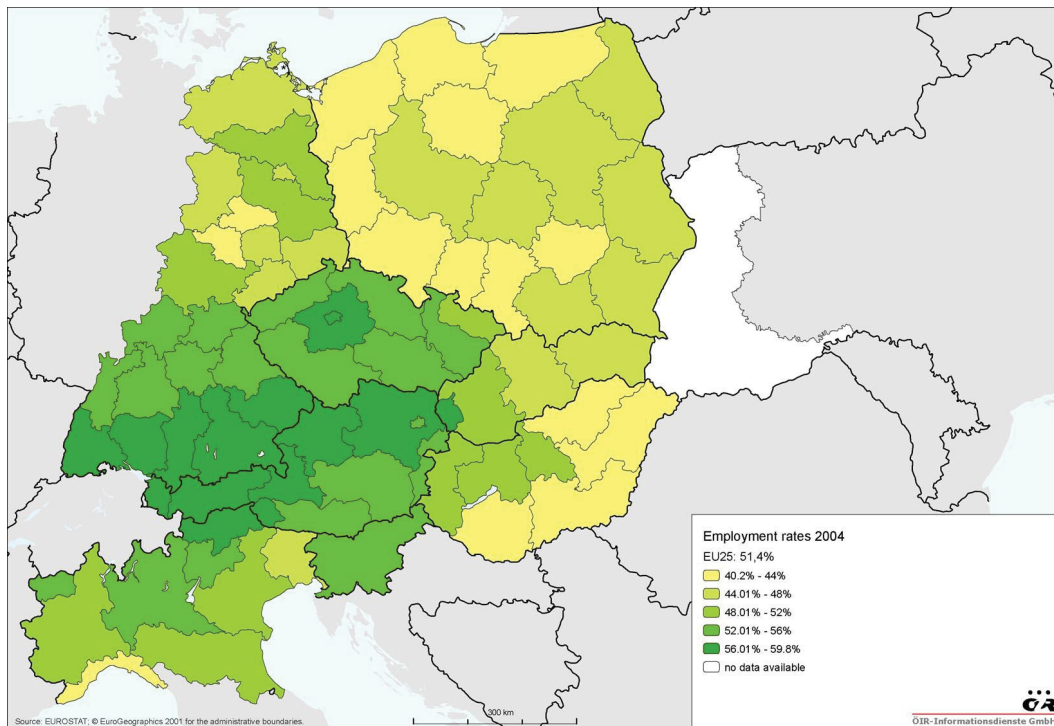 Employment rates 2004
EU25: 51,4%
40.2% - 44%
44.01% - 48%
48.01% - 52%
52.01% - 56%
56.01% - 59.8%
no data available
300 km
Source: EUROSTAT; © EuroGeographics 2001 for the administrative boundaries.
ÖIR
ÖIR-Informationsdienste GmbH